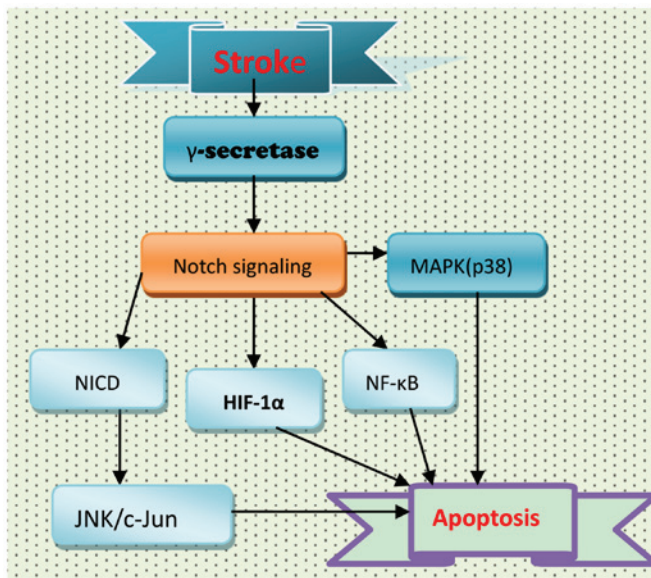 Stroke
γ-secretase
Notch signaling
MAPK(p38)
NICD
HIF-1α
NF-κB
JNK/c-Jun
Apoptosis